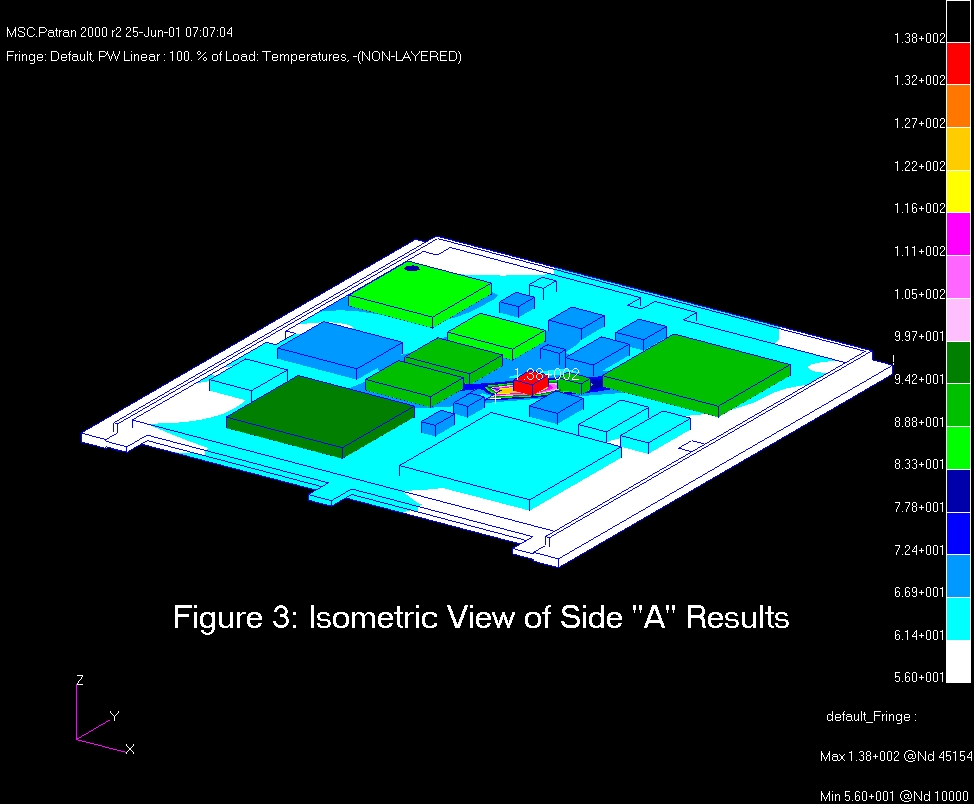 MSC.Patran 2000 r2 25-Jun-01 07:07:04
Fringe: Default, PW Linear : 100. % of Load: Temperatures, -(NON-LAYERED)
1.38+002
1.32+002
1.27+002
1.22+002
1.16+002
1.11+002
1.05+002
9.97+001
9.42+001
8.88+001
8.33+001
7.78+001
7.24+001
6.69+001
6.14+001
5.60+001
1.38+002
Figure 3: Isometric View of Side "A" Results
Z
Y
X
default_Fringe :
Max 1.38+002 @Nd 45154
Min 5.60+001 @Nd 10000